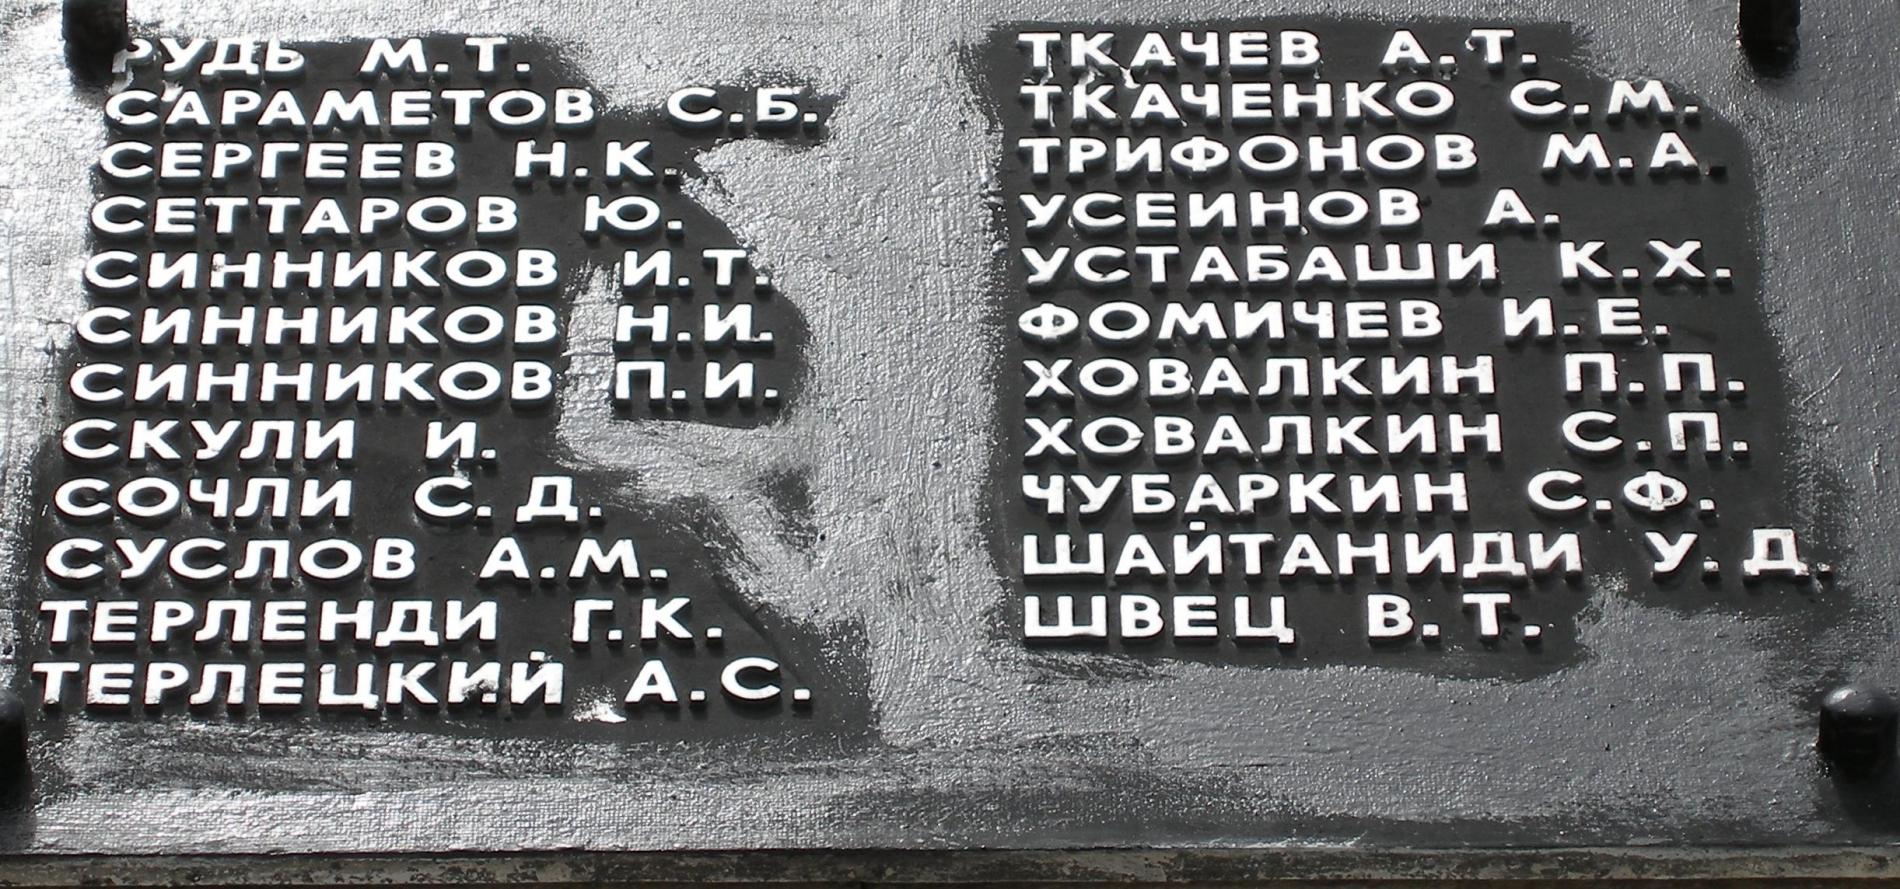 РУДЬ М.Т.
САРАМЕТОВ С.Б.
СЕРГЕЕВ Н.К.
СЕТТАРОВ Ю.
СИННИКОВ И.Т.
СИННИКОВ Н.И.
СИННИКОВ П.И.
СКУЛИ И.
СОЧЛИ С.Д.
СУСЛОВ А.М.
ТЕРЛЕНДИ Г.К.
ТЕРЛЕЦКИЙ А.С.
ТКАЧЕВ А.Т.
ТКАЧЕНКО С.М.
ТРИФОНОВ М.А.
УСЕИНОВ А.
УСТАБАШИ К.Х.
ФОМИЧЕВ И.Е.
ХОВАЛКИН П.П.
ХОВАЛКИН С.П.
ЧУБАРКИН С.Ф.
ШАЙТАНИДИ У.Д.
ШВЕЦ В.Т.